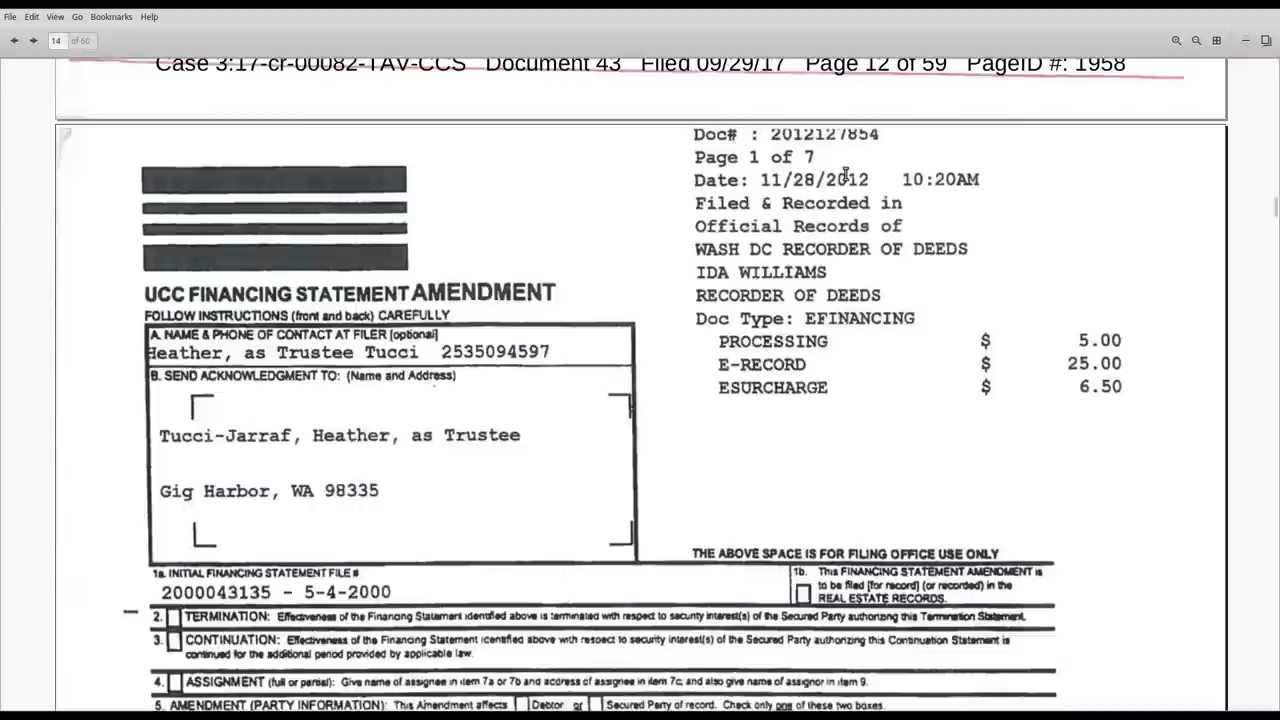 File Edit View Go Bookmarks Help
14 of 60
Case 3:17-cr-00082-TAV-CCS Document 43 Filed 09/29/17 Page 12 of 59 PageID #: 1958
Doc# : 2012127854
Page 1 of 7
Date: 11/28/2012 10:20AM
Filed & Recorded in
Official Records of
WASH DC RECORDER OF DEEDS
IDA WILLIAMS
RECORDER OF DEEDS
Doc Type: EFINANCING
PROCESSING $ 5.00
E-RECORD $ 25.00
ESURCHARGE $ 6.50
UCC FINANCING STATEMENT AMENDMENT
FOLLOW INSTRUCTIONS (front and back) CAREFULLY
A. NAME & PHONE OF CONTACT AT FILER [optional]
Heather, as Trustee Tucci 2535094597
B. SEND ACKNOWLEDGMENT TO: (Name and Address)
Tucci-Jarraf, Heather, as Trustee
Gig Harbor, WA 98335
THE ABOVE SPACE IS FOR FILING OFFICE USE ONLY
1a. INITIAL FINANCING STATEMENT FILE #
2000043135 - 5-4-2000
1b. This FINANCING STATEMENT AMENDMENT is
to be filed [for record] (or recorded) in the
REAL ESTATE RECORDS.
2. TERMINATION: Effectiveness of the Financing Statement identified above is terminated with respect to security interest(s) of the Secured Party authorizing this Termination Statement.
3. CONTINUATION: Effectiveness of the Financing Statement identified above with respect to security interest(s) of the Secured Party authorizing this Continuation Statement is
continued for the additional period provided by applicable law.
4. ASSIGNMENT (full or partial): Give name of assignee in item 7a or 7b and address of assignee in item 7c; and also give name of assignor in item 9.
5. AMENDMENT (PARTY INFORMATION): This Amendment affects Debtor or Secured Party of record. Check only one of these two boxes.